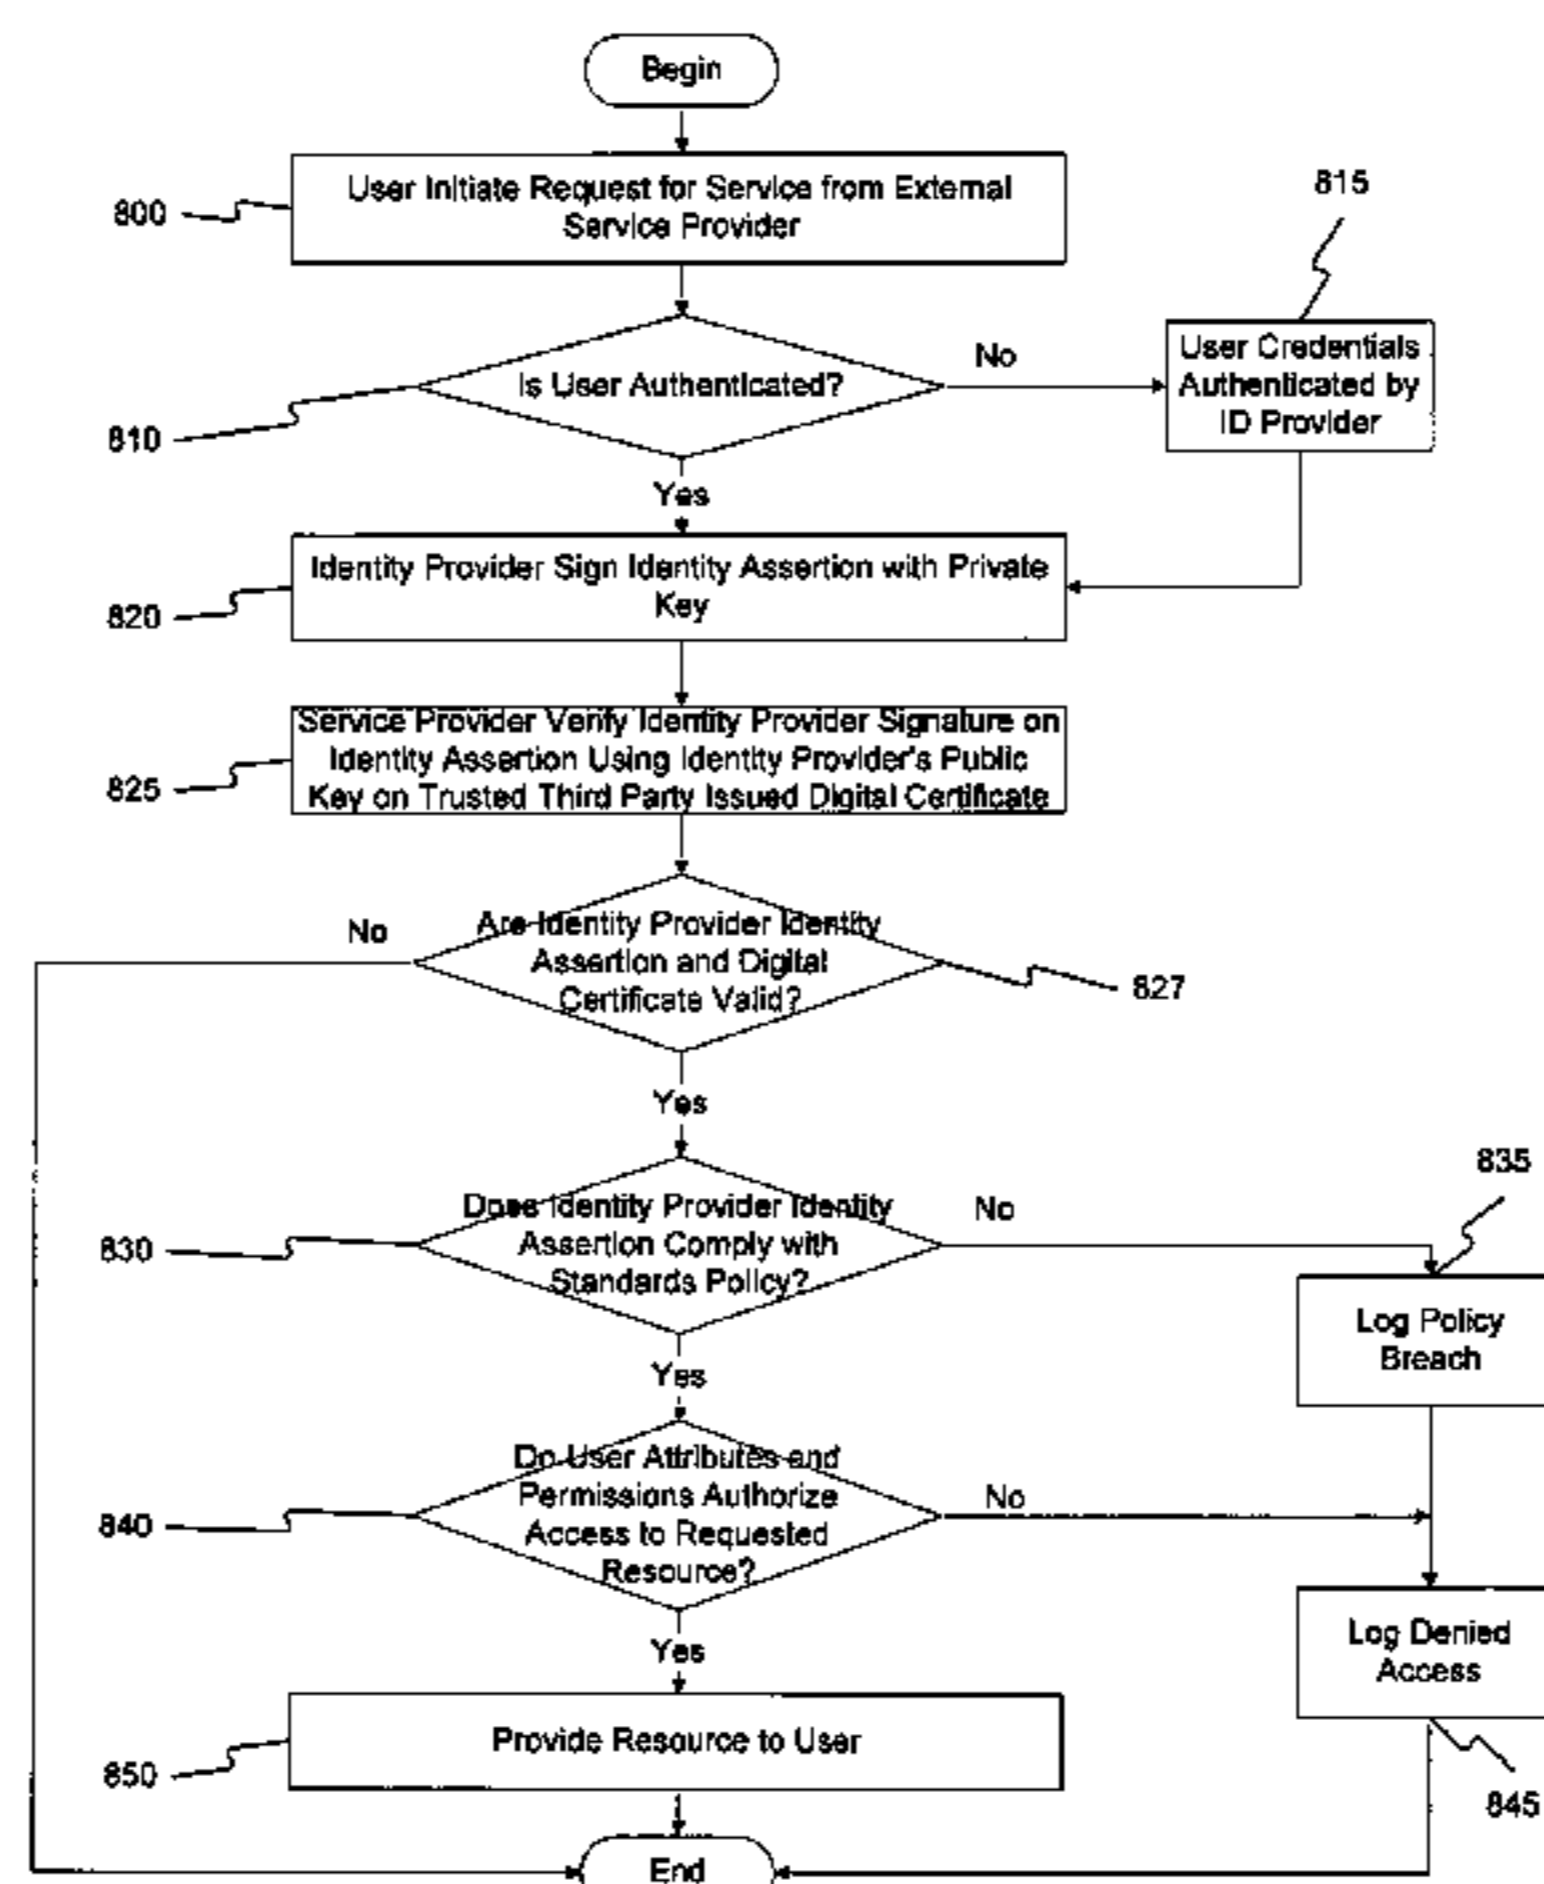 Begin
User Initiate Request for Service from External
Service Provider
800
815
Is User Authenticated?
No
User Credentials
Authenticated by
ID Provider
810
Yes
Identity Provider Sign Identity Assertion with Private
Key
820
Service Provider Verify Identity Provider Signature on
Identity Assertion Using Identity Provider's Public
Key on Trusted Third Party Issued Digital Certificate
825
No
Are Identity Provider Identity
Assertion and Digital
Certificate Valid?
827
Yes
835
Does Identity Provider Identity
Assertion Comply with
Standards Policy?
No
830
Log Policy
Breach
Yes
Do User Attributes and
Permissions Authorize
Access to Requested
Resource?
No
840
Log Denied
Access
Yes
Provide Resource to User
850
845
End